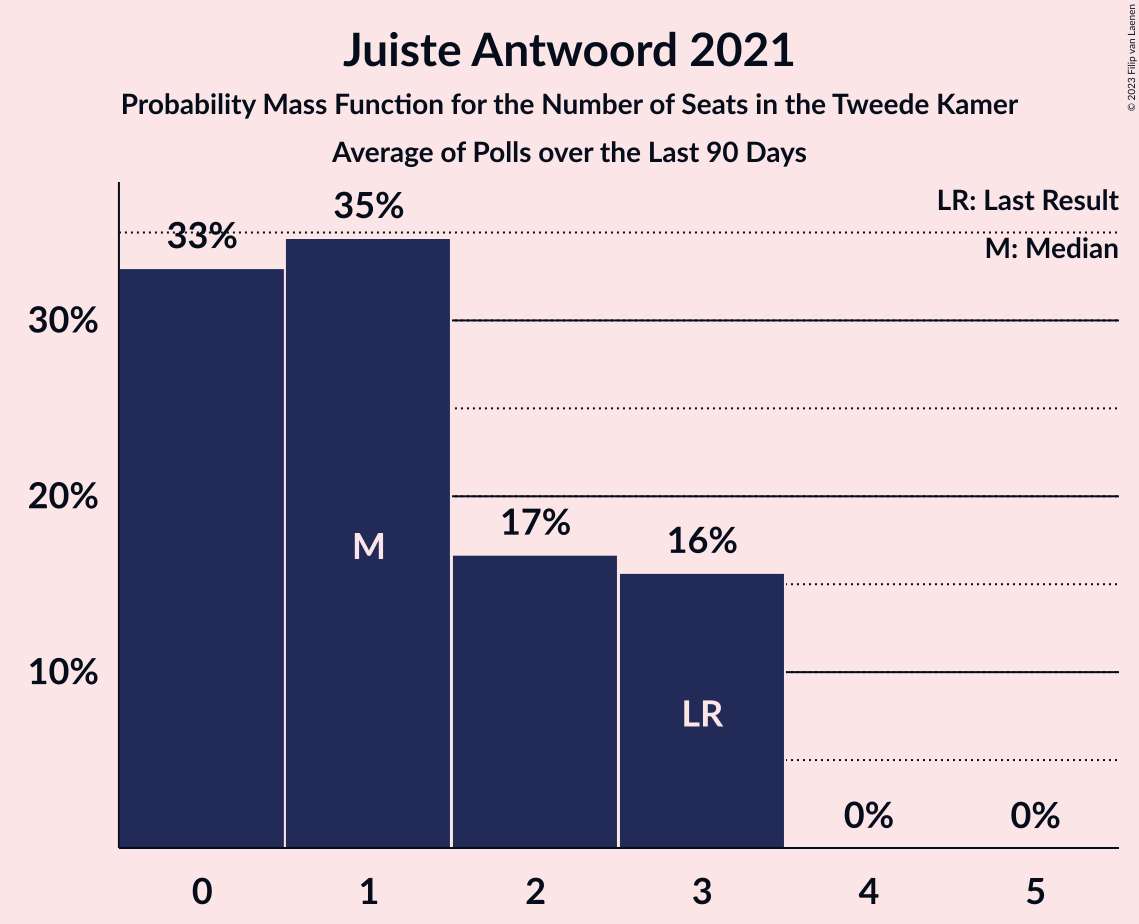 Juiste Antwoord 2021
Probability Mass Function for the Number of Seats in the Tweede Kamer
Average of Polls over the Last 90 Days
© 2023 Filip van Laenen
LR: Last Result
M: Median
33%
35%
17%
16%
0%
0%
30%
20%
10%
M
LR
0 1 2 3 4 5